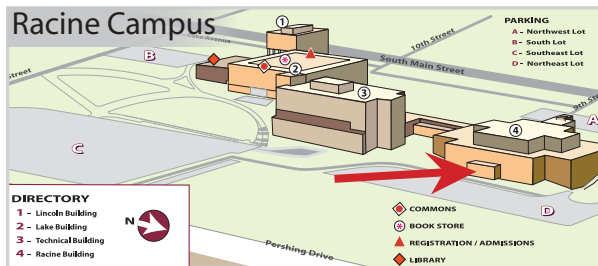 Racine Campus
PARKING
A – Northwest Lot
B – South Lot
C – Southeast Lot
D – Northeast Lot
Lake Avenue
10th Street
South Main Street
9th Street
Street
1
2
3
4
A
B
C
D
DIRECTORY
1 – Lincoln Building
2 – Lake Building
3 – Technical Building
4 – Racine Building
N
Pershing Drive
COMMONS
BOOK STORE
REGISTRATION / ADMISSIONS
LIBRARY